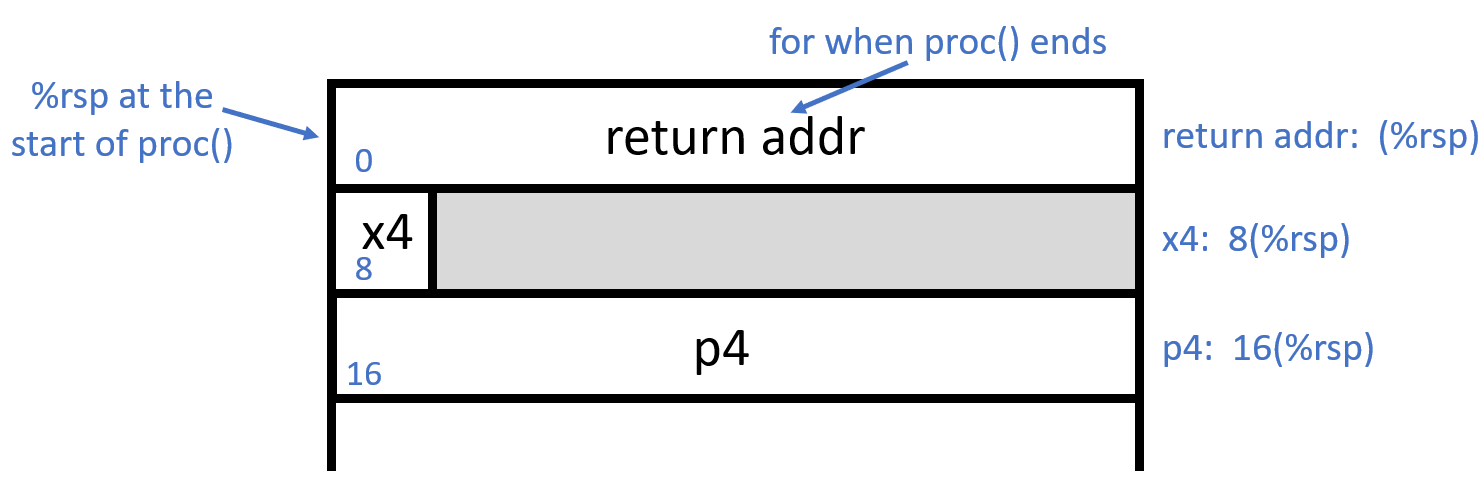 for when proc() ends
%rsp at the
start of proc()
return addr
0
return addr: (%rsp)
x4
8
x4: 8(%rsp)
p4
16
p4: 16(%rsp)